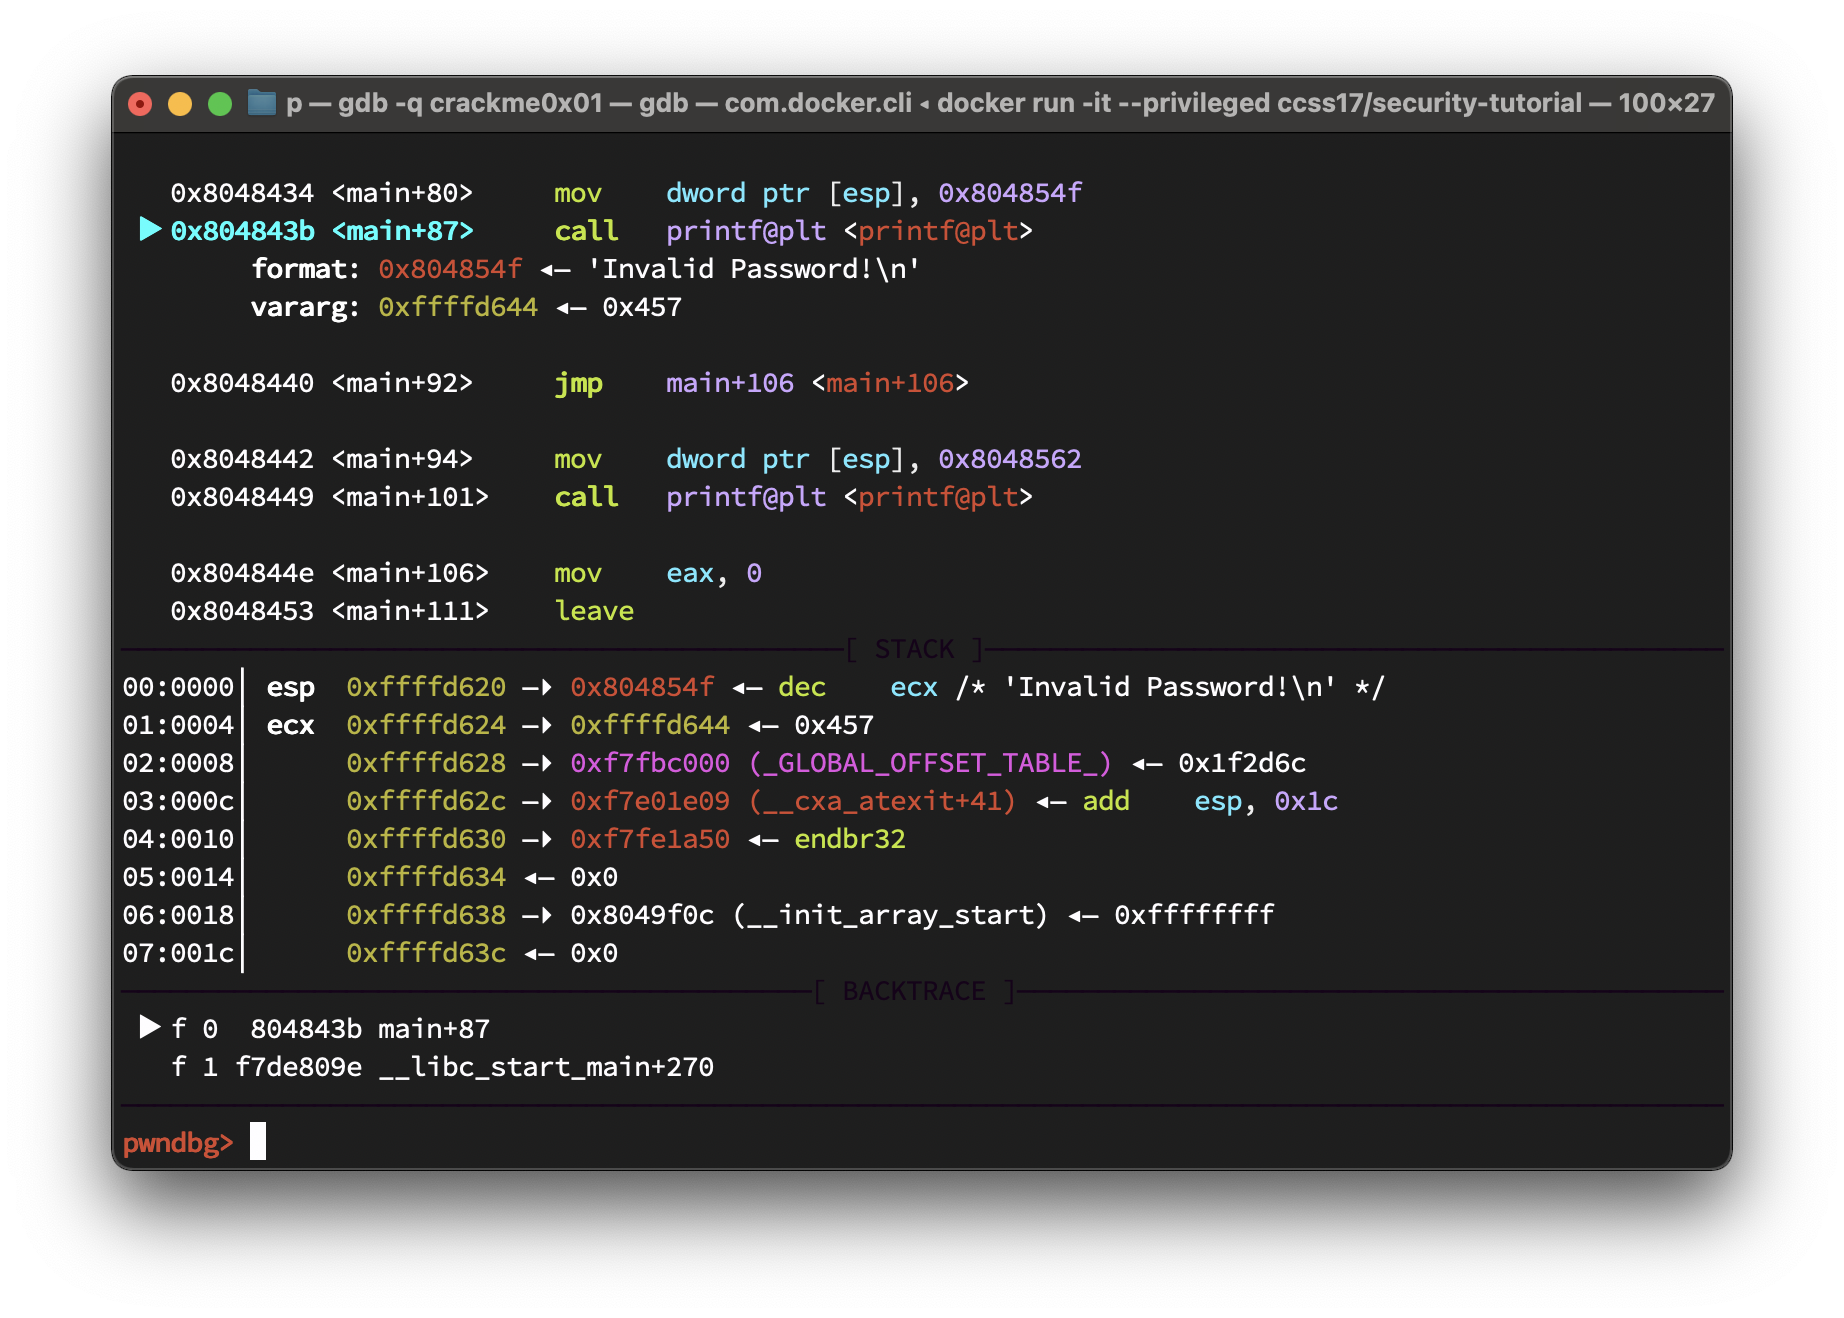 p — gdb -q crackme0x01 — gdb — com.docker.cli ◂ docker run -it --privileged ccss17/security-tutorial — 100×27
0x8048434 <main+80>     mov    dword ptr [esp], 0x804854f
► 0x804843b <main+87>     call   printf@plt <printf@plt>
format: 0x804854f ◂— 'Invalid Password!\n'
vararg: 0xffffd644 ◂— 0x457
0x8048440 <main+92>     jmp    main+106 <main+106>
0x8048442 <main+94>     mov    dword ptr [esp], 0x8048562
0x8048449 <main+101>    call   printf@plt <printf@plt>
0x804844e <main+106>    mov    eax, 0
0x8048453 <main+111>    leave
[ STACK ]
00:0000│ esp  0xffffd620 —▸ 0x804854f ◂— dec    ecx /* 'Invalid Password!\n' */
01:0004│ ecx  0xffffd624 —▸ 0xffffd644 ◂— 0x457
02:0008│      0xffffd628 —▸ 0xf7fbc000 (_GLOBAL_OFFSET_TABLE_) ◂— 0x1f2d6c
03:000c│      0xffffd62c —▸ 0xf7e01e09 (__cxa_atexit+41) ◂— add    esp, 0x1c
04:0010│      0xffffd630 —▸ 0xf7fe1a50 ◂— endbr32
05:0014│      0xffffd634 ◂— 0x0
06:0018│      0xffffd638 —▸ 0x8049f0c (__init_array_start) ◂— 0xffffffff
07:001c│      0xffffd63c ◂— 0x0
[ BACKTRACE ]
► f 0  804843b main+87
f 1 f7de809e __libc_start_main+270
pwndbg>